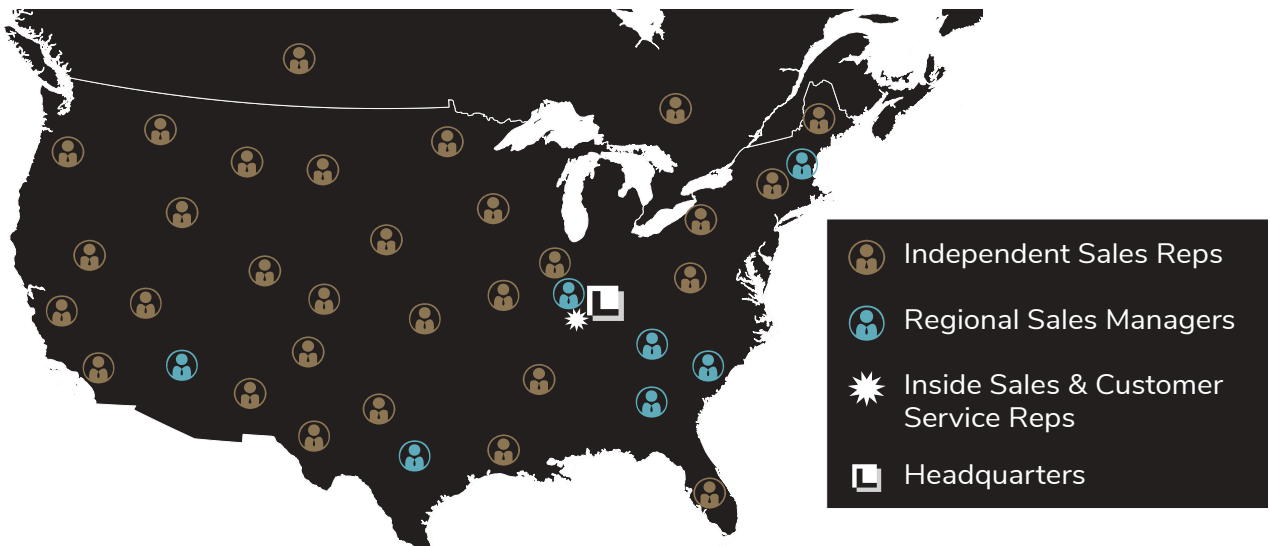 Independent Sales Reps
Regional Sales Managers
Inside Sales & Customer
Service Reps
Headquarters